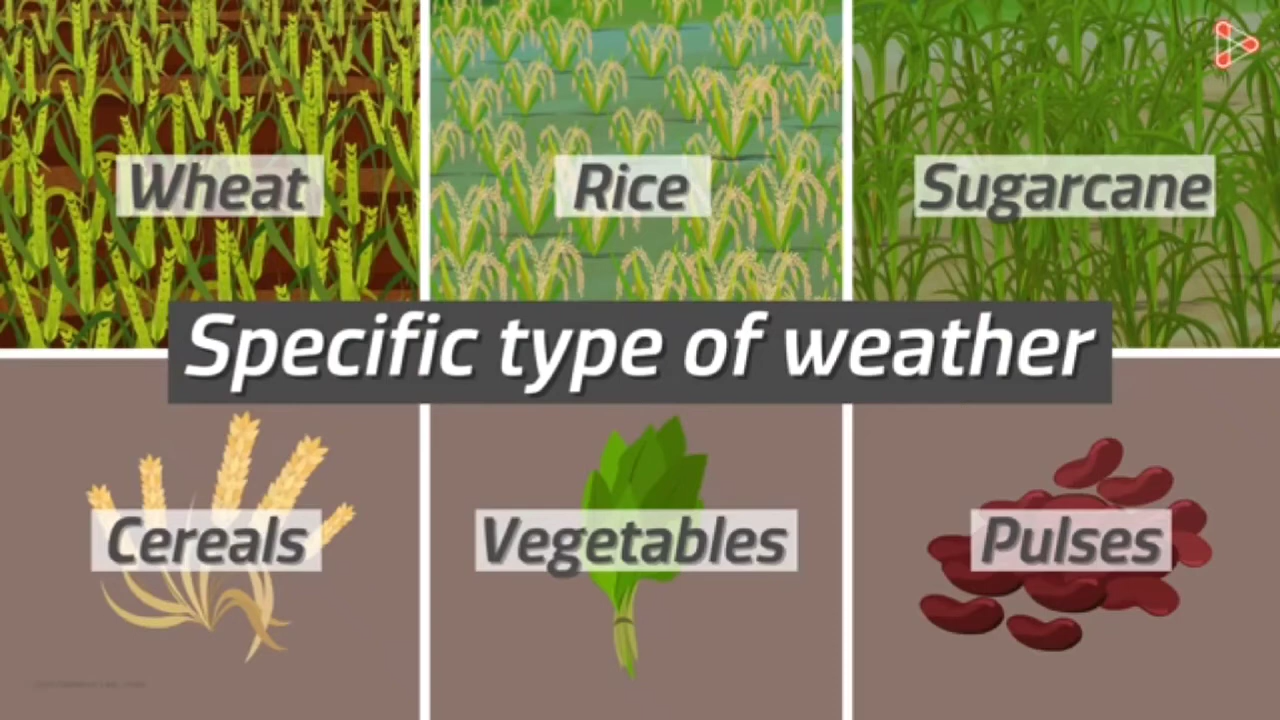 Wheat
Rice
Sugarcane
Specific type of weather
Cereals
Vegetables
Pulses